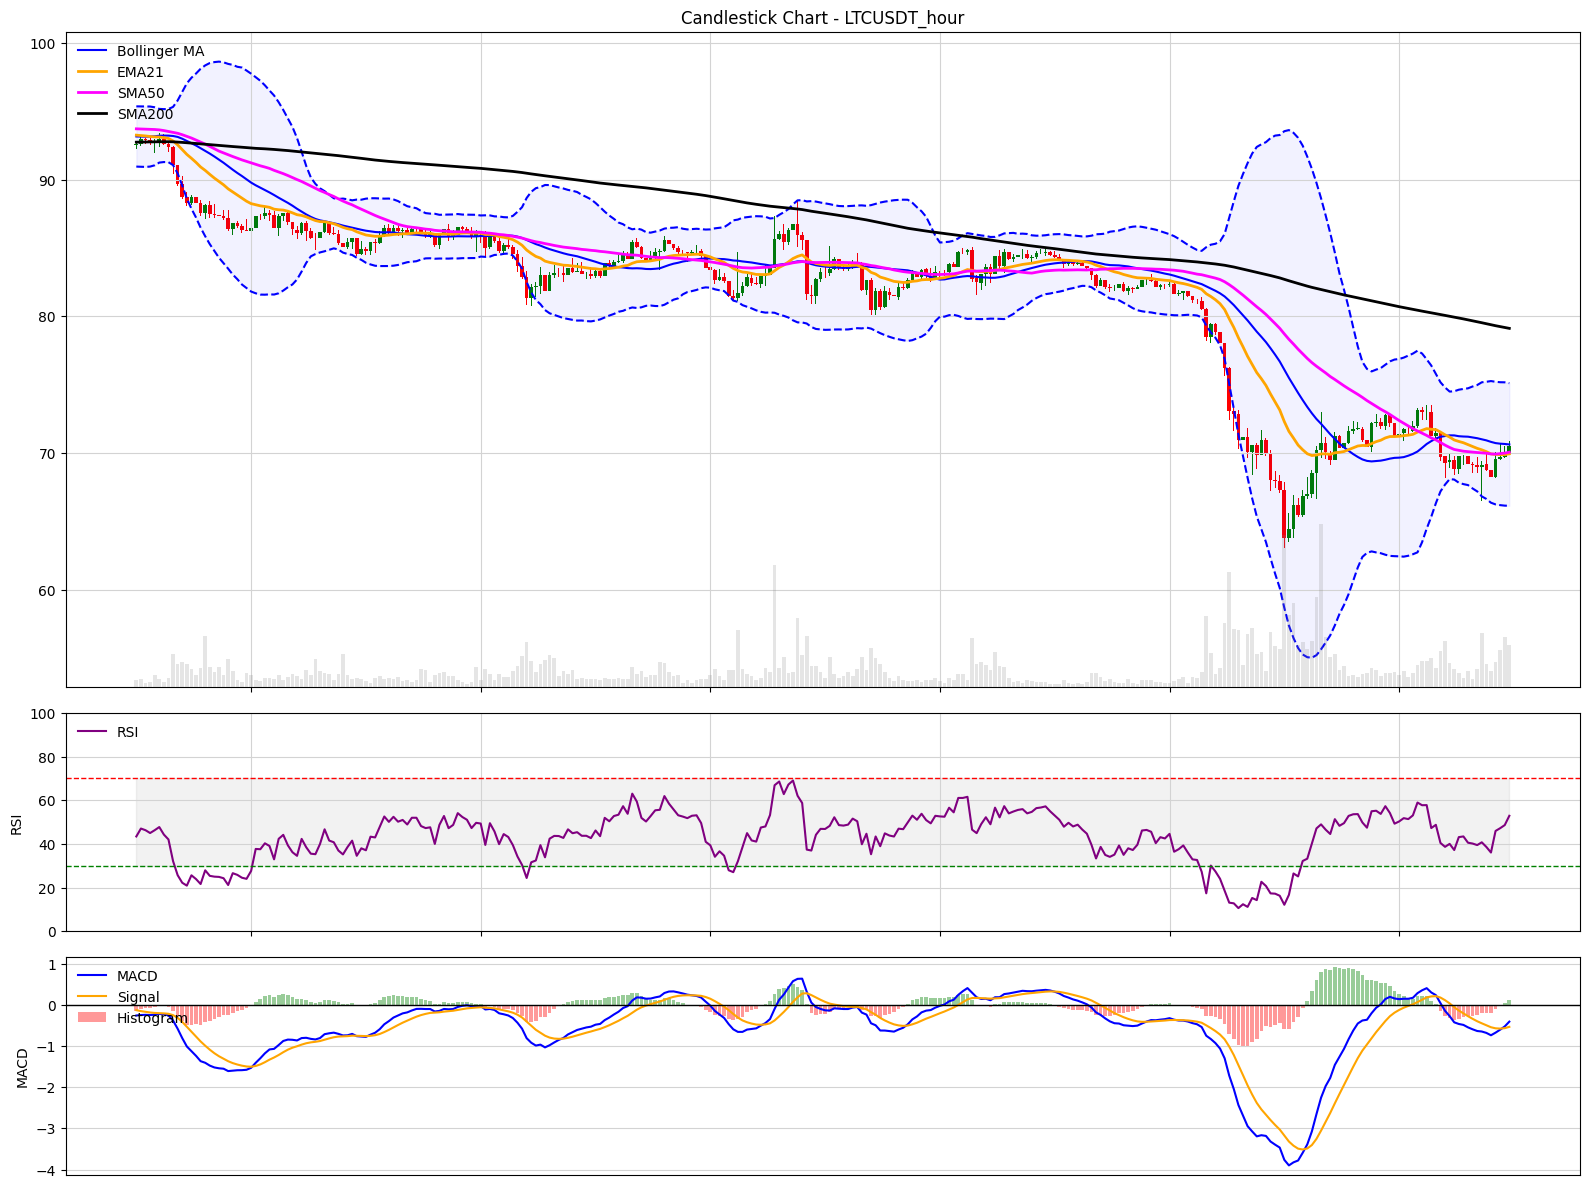 Candlestick Chart - LTCUSDT_hour
Bollinger MA
EMA21
SMA50
SMA200
100
90
80
70
60
RSI
RSI
100
80
60
40
20
0
MACD
Signal
Histogram
MACD
1
0
−1
−2
−3
−4